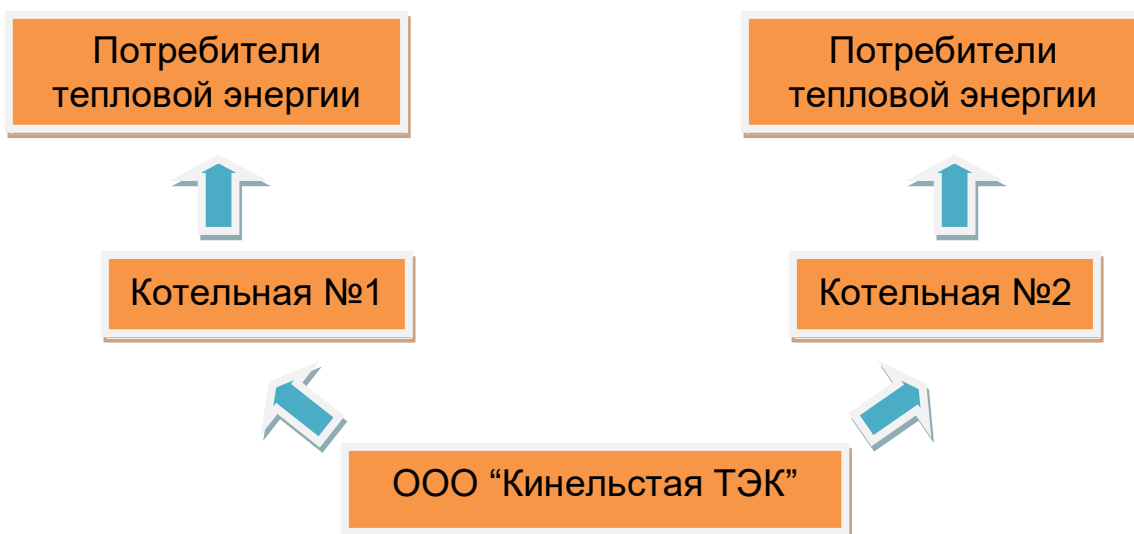 Потребители
тепловой энергии
Потребители
тепловой энергии
Котельная №1
Котельная №2
ООО “Кинельстая ТЭК”